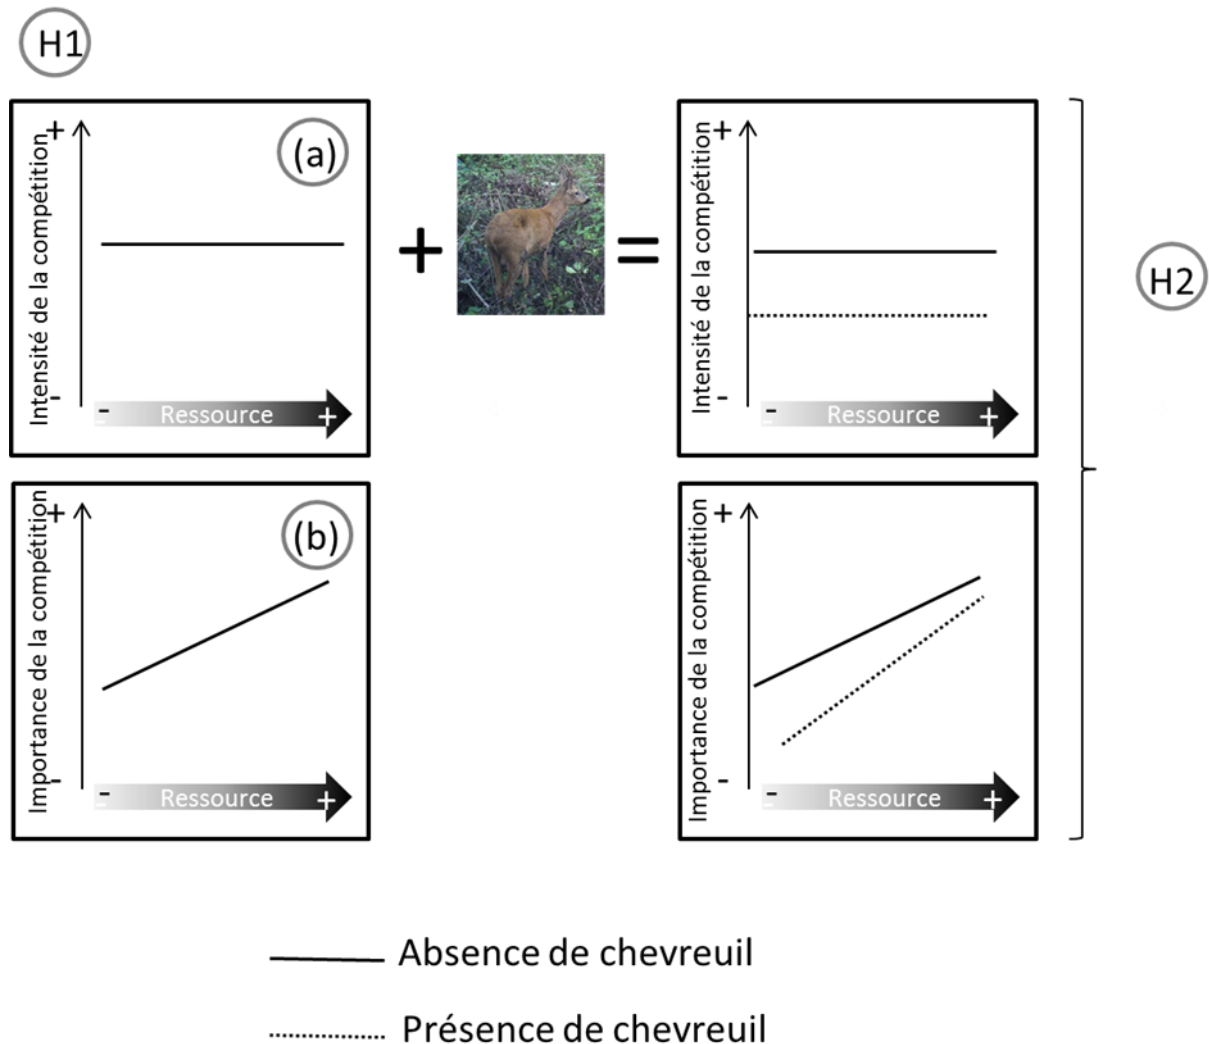 H1
(a)
+
Intensité de la compétition
-
- Ressource +
+
=
+
Intensité de la compétition
-
- Ressource +
H2
(b)
+
Importance de la compétition
-
- Ressource +
+
Importance de la compétition
-
- Ressource +
Absence de chevreuil
Présence de chevreuil